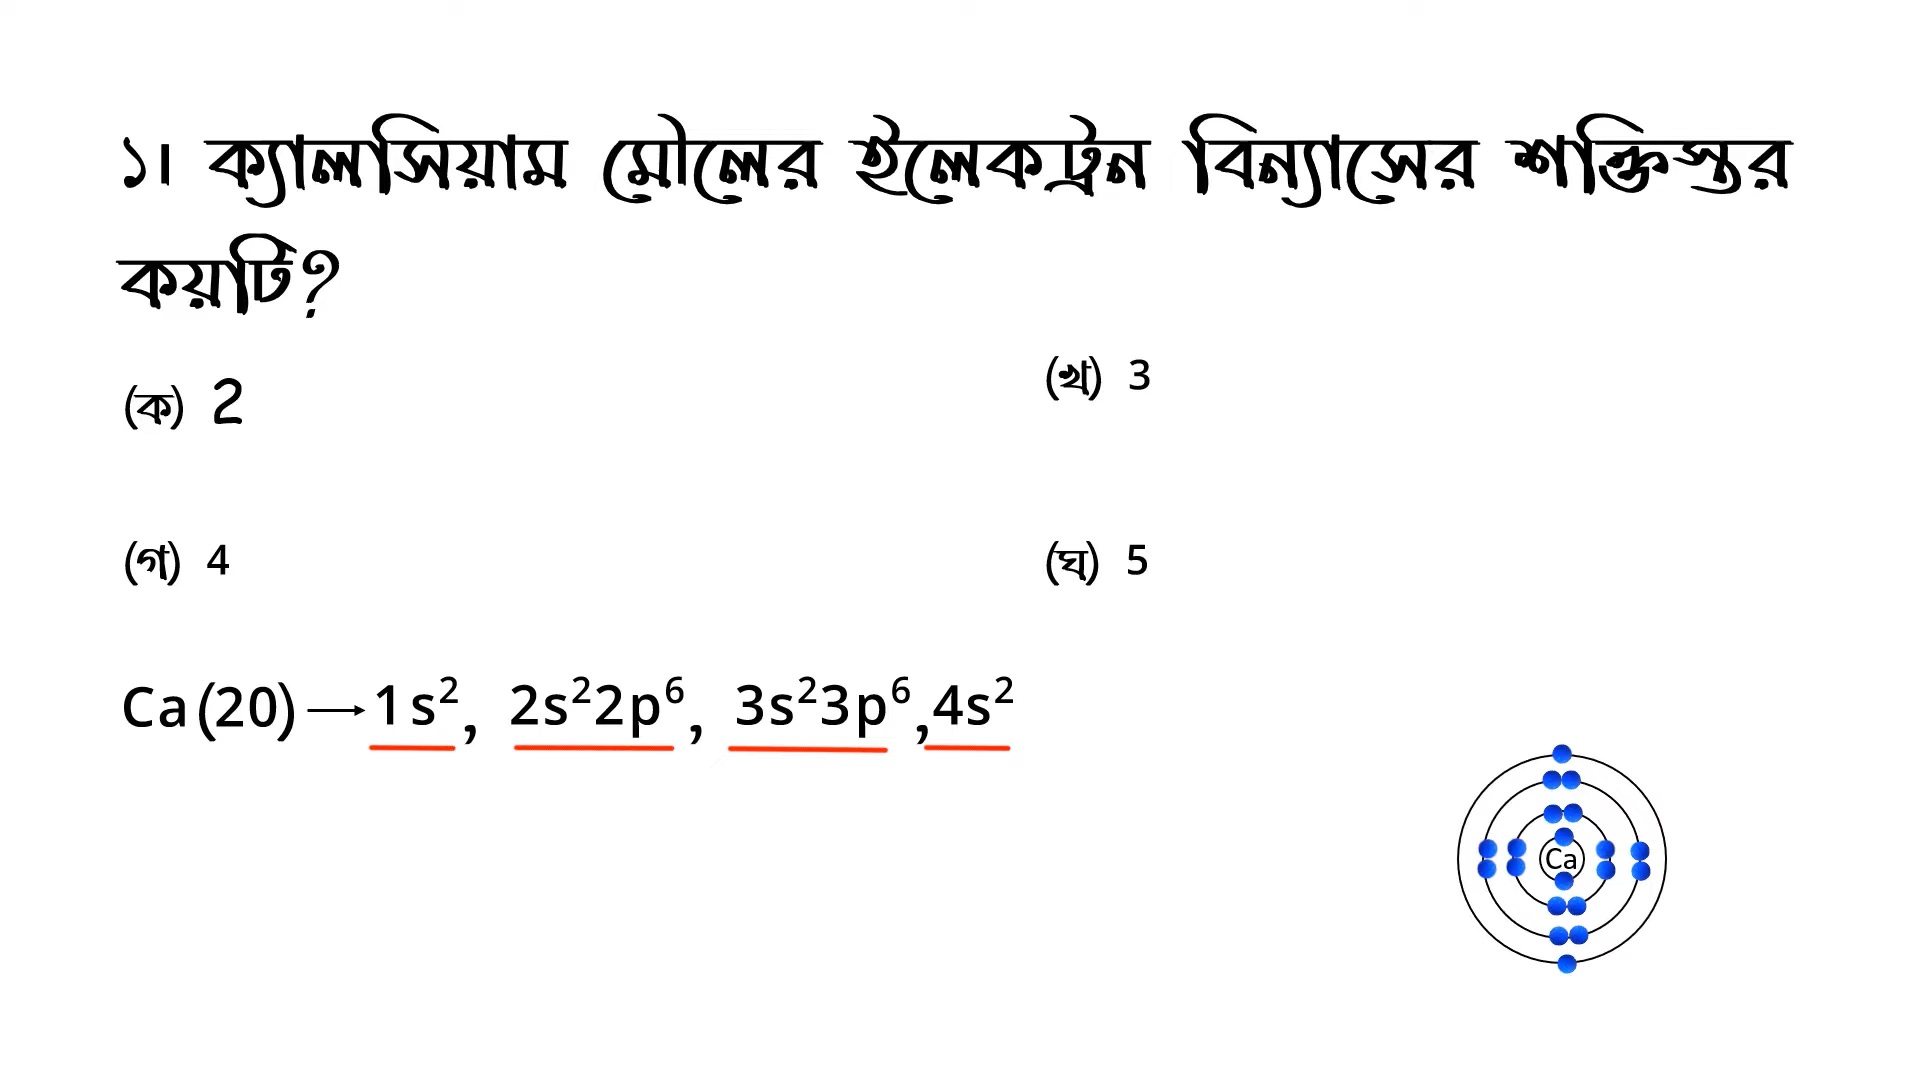 ১। ক্যালসিয়াম মৌলের ইলেকট্রন বিন্যাসের শক্তিস্তর
কয়টি?
(ক) 2 (খ) 3
(গ) 4 (ঘ) 5
Ca(20) → 1s², 2s²2p⁶, 3s²3p⁶,4s²
Ca